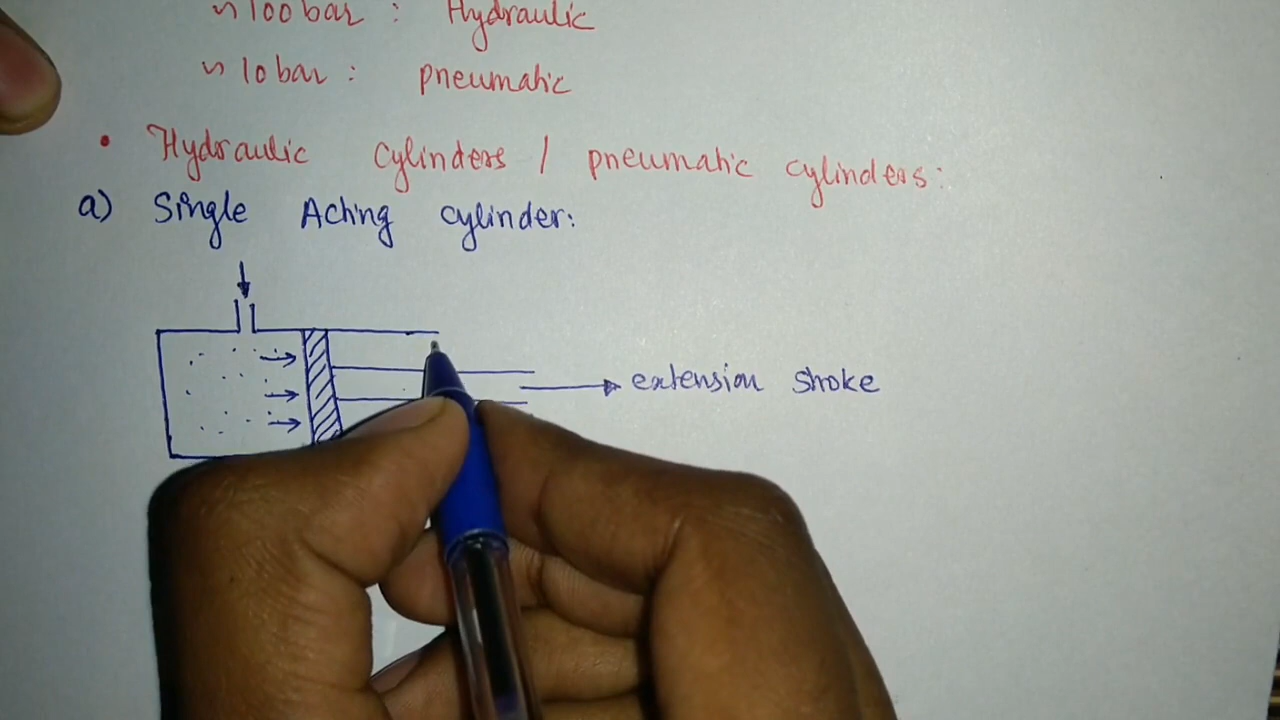 ~ 100 bar : Hydraulic
~ 10 bar : pneumatic
• Hydraulic cylinders / pneumatic cylinders:
a) Single Acting cylinder:
extension stroke